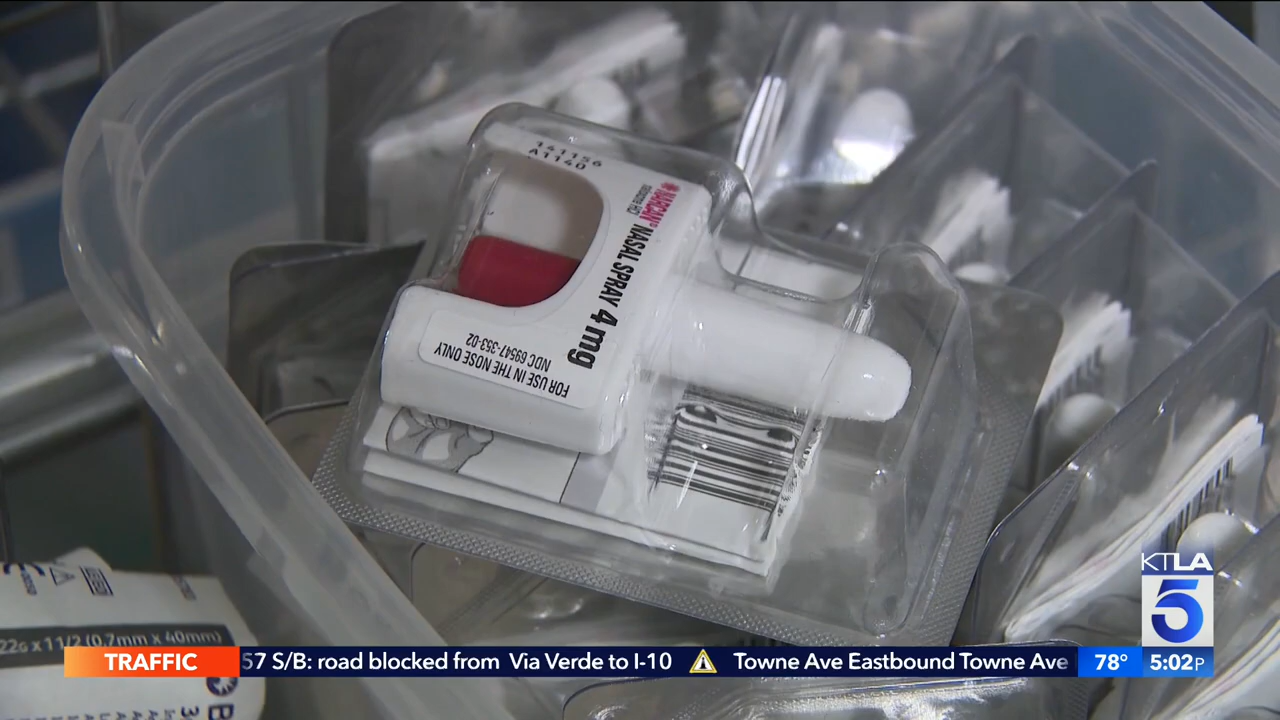 141156
A1140
NARCAN®
NASAL SPRAY 4 mg
FOR USE IN THE NOSE ONLY
NDC 69547-353-02
22G x 1 1/2 (0.7mm x 40mm)
KTLA
5
TRAFFIC
57 S/B: road blocked from Via Verde to I-10
Towne Ave Eastbound Towne Ave
78° 5:02P